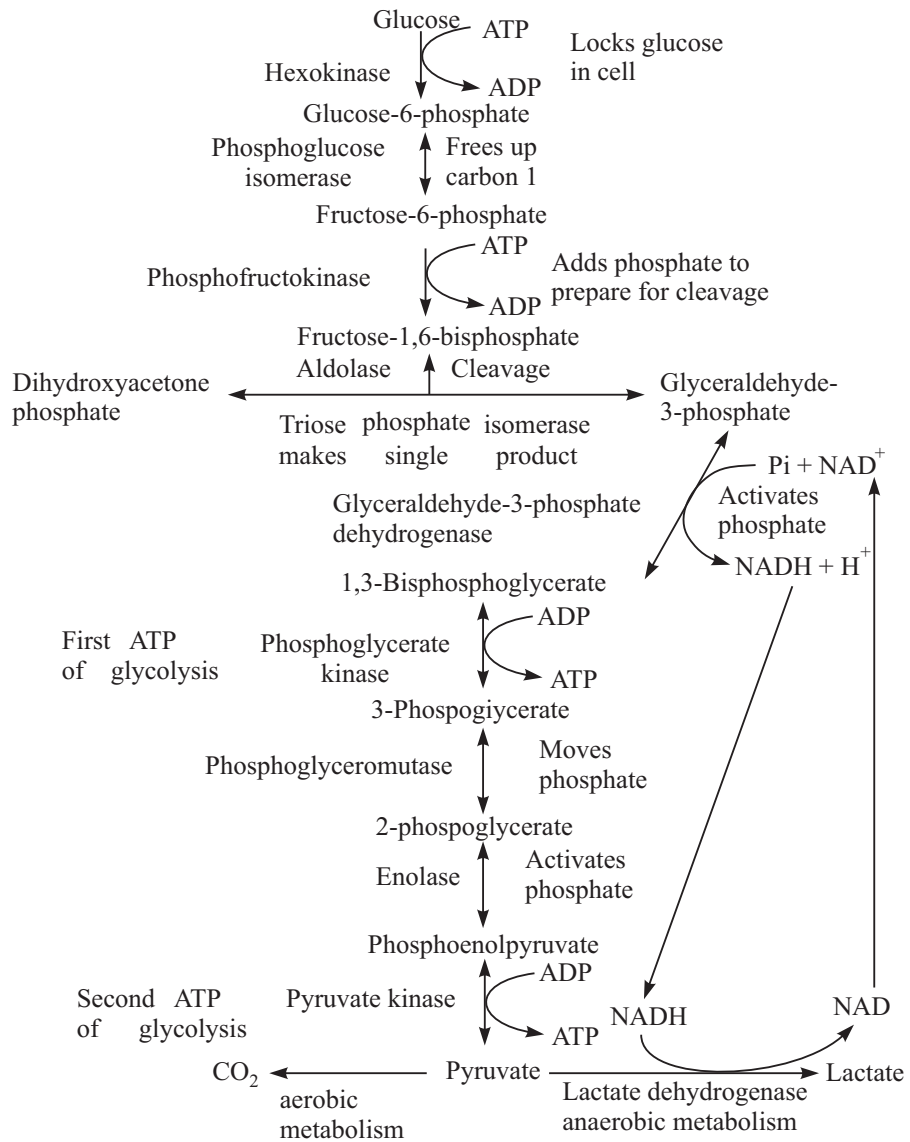 Glucose
ATP
Locks glucose
in cell
Hexokinase
ADP
Glucose-6-phosphate
Phosphoglucose
isomerase
Frees up
carbon 1
Fructose-6-phosphate
ATP
Phosphofructokinase
Adds phosphate to
prepare for cleavage
ADP
Fructose-1,6-bisphosphate
Aldolase
Cleavage
Dihydroxyacetone
phosphate
Glyceraldehyde-
3-phosphate
Triose phosphate isomerase
makes single product
Pi + NAD+
Glyceraldehyde-3-phosphate
dehydrogenase
Activates
phosphate
NADH + H+
1,3-Bisphosphoglycerate
ADP
First ATP
of glycolysis
Phosphoglycerate
kinase
ATP
3-Phospogiycerate
Phosphoglyceromutase
Moves
phosphate
2-phospoglycerate
Enolase
Activates
phosphate
Phosphoenolpyruvate
ADP
Second ATP
of glycolysis
Pyruvate kinase
ATP
NADH
NAD
CO2
Pyruvate
Lactate
aerobic
metabolism
Lactate dehydrogenase
anaerobic metabolism